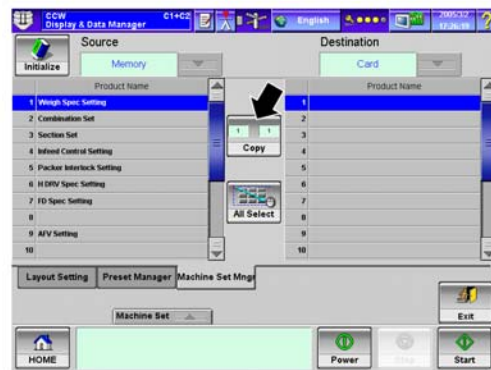 CCW C1+C2
Display & Data Manager
English
2005/3/2
17:26:19
?
Initialize
Source
Memory
Destination
Card
Product Name
1 Weigh Spec Setting
2 Combination Set
3 Section Set
4 Infeed Control Setting
5 Packer Interlock Setting
6 H DRV Spec Setting
7 FD Spec Setting
8
9 AFV Setting
10
1 1
Copy
All Select
Product Name
1
2
3
4
5
6
7
8
9
10
Layout Setting
Preset Manager
Machine Set Mngr
Machine Set
Exit
HOME
Power
Stop
Start